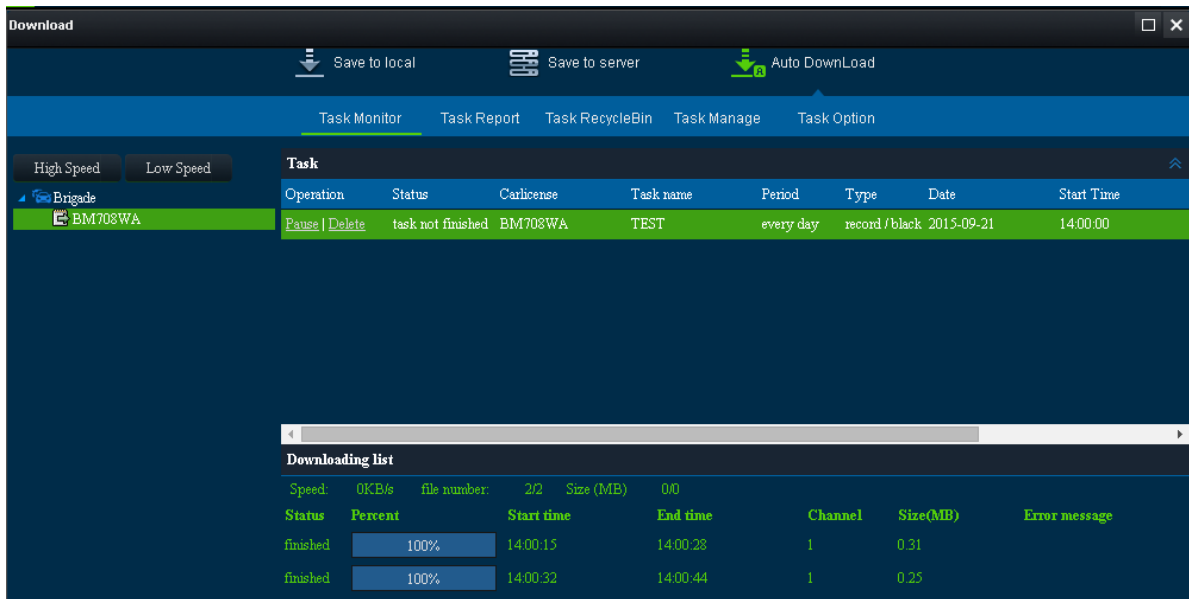 Download
Save to local Save to server A Auto DownLoad
Task Monitor Task Report Task RecycleBin Task Manage Task Option
High Speed Low Speed
Brigade
BM708WA
Task
Operation Status Carlicense Task name Period Type Date Start Time
Pause | Delete task not finished BM708WA TEST every day record / black 2015-09-21 14:00:00
Downloading list
Speed: 0KB/s file number: 2/2 Size (MB) 0/0
Status Percent Start time End time Channel Size(MB) Error message
finished 100% 14:00:15 14:00:28 1 0.31
finished 100% 14:00:32 14:00:44 1 0.25